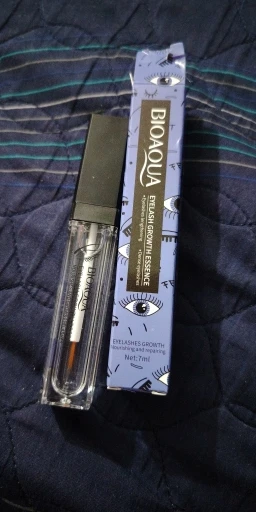 BIOAQUA
EYELASH GROWTH ESSENCE
EYELASHES GROWTH
nourishing and repairing
Net:7ml
BIOAQUA